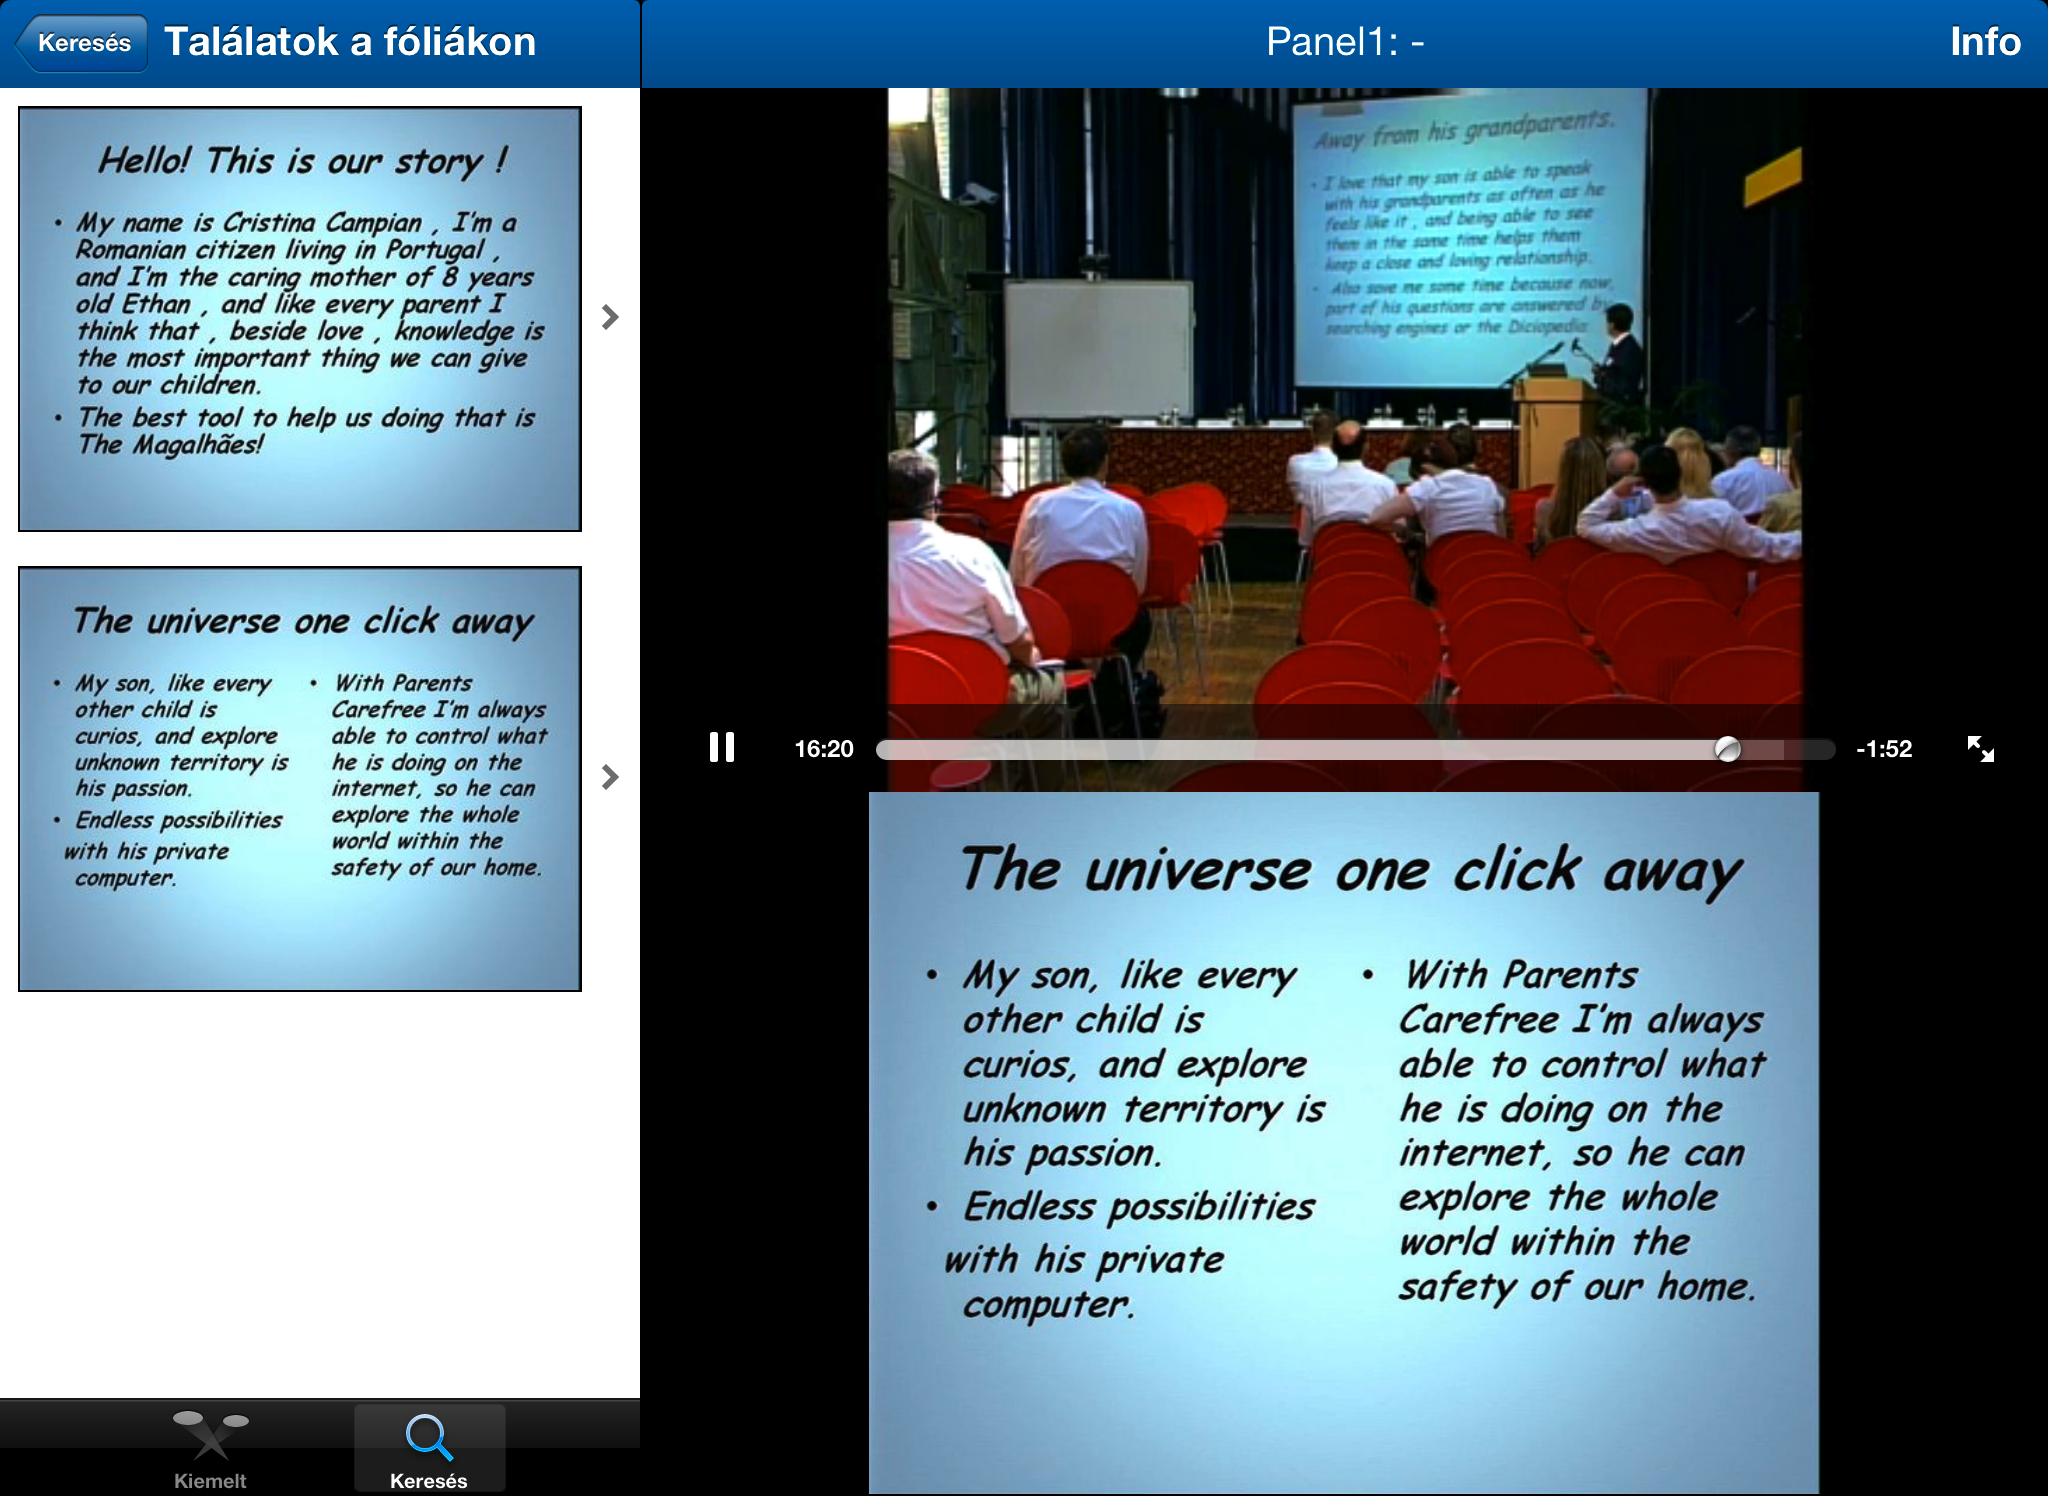 Keresés
Találatok a fóliákon
Panel1: -
Info
Hello! This is our story !
• My name is Cristina Campian , I'm a
Romanian citizen living in Portugal ,
and I'm the caring mother of 8 years
old Ethan , and like every parent I
think that , beside love , knowledge is
the most important thing we can give
to our children.
• The best tool to help us doing that is
The Magalhães!
The universe one click away
• My son, like every
other child is
curios, and explore
unknown territory is
his passion.
• Endless possibilities
with his private
computer.
• With Parents
Carefree I'm always
able to control what
he is doing on the
internet, so he can
explore the whole
world within the
safety of our home.
Kiemelt
Keresés
Away from his grandparents.
• I love that my son is able to speak
with his grandparents as often as he
feels like it , and being able to see
them in the same time helps them
keep a close and loving relationship.
• Also save me some time because now,
part of his questions are answered by
searching engines or the Diciopedia
16:20
-1:52
The universe one click away
• My son, like every
other child is
curios, and explore
unknown territory is
his passion.
• Endless possibilities
with his private
computer.
• With Parents
Carefree I'm always
able to control what
he is doing on the
internet, so he can
explore the whole
world within the
safety of our home.